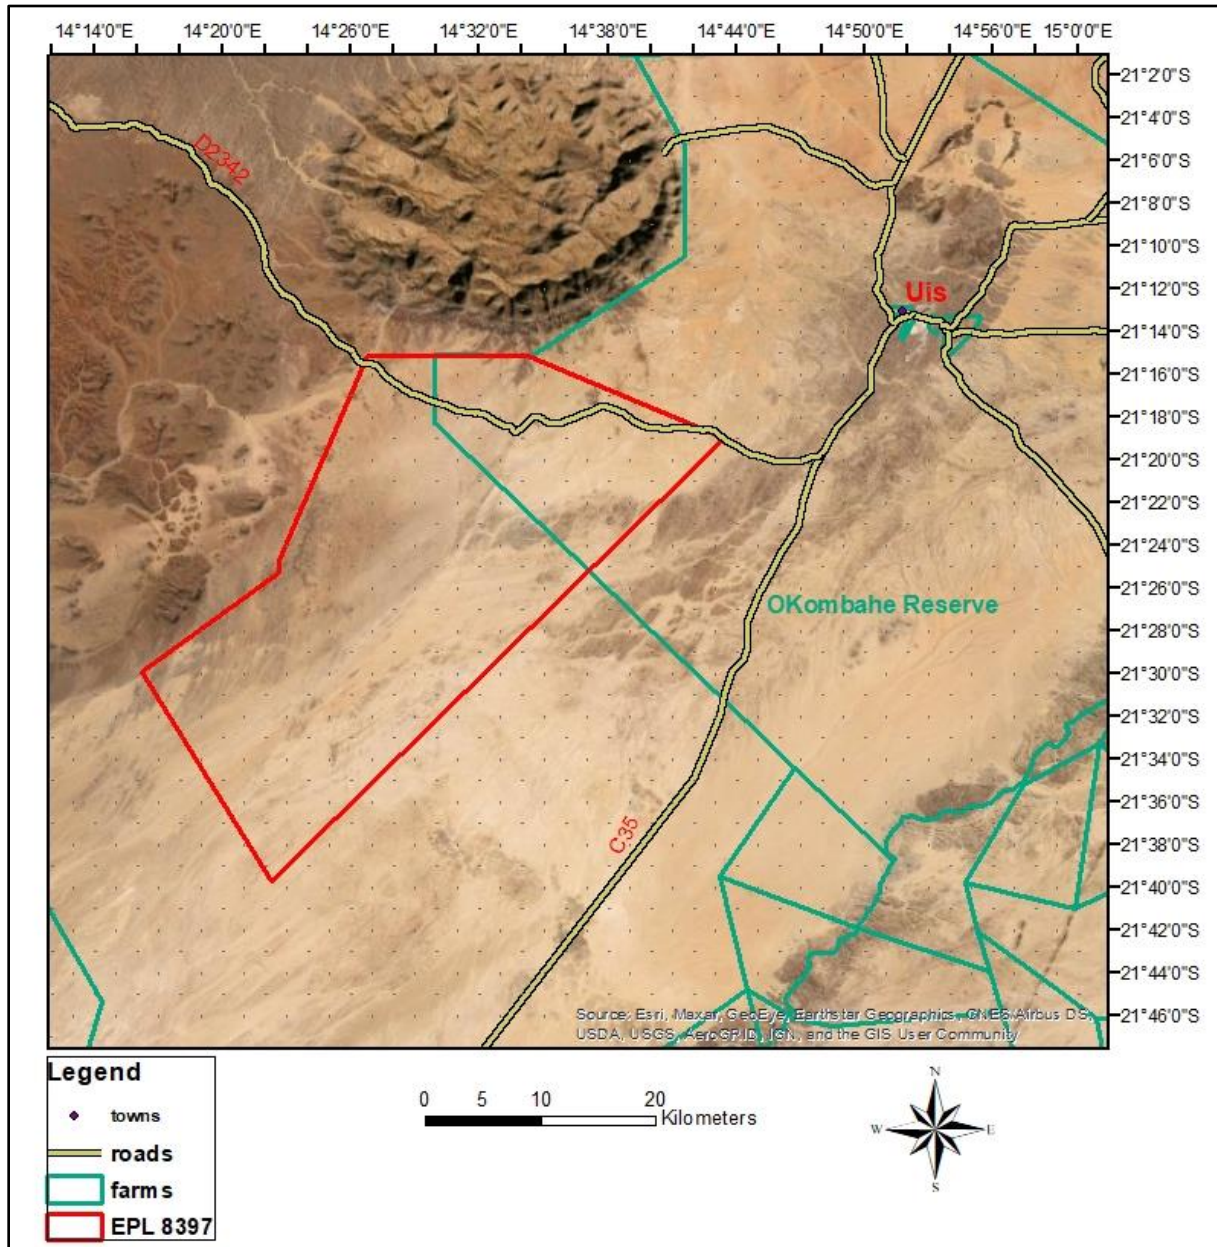 14°14'0"E 14°20'0"E 14°26'0"E 14°32'0"E 14°38'0"E 14°44'0"E 14°50'0"E 14°56'0"E 15°0'0"E
21°2'0"S
21°4'0"S
D2342
21°6'0"S
21°8'0"S
21°10'0"S
21°12'0"S
Uis
21°14'0"S
21°16'0"S
21°18'0"S
21°20'0"S
21°22'0"S
21°24'0"S
21°26'0"S
OKombahe Reserve
21°28'0"S
21°30'0"S
21°32'0"S
21°34'0"S
21°36'0"S
C35
21°38'0"S
21°40'0"S
21°42'0"S
21°44'0"S
21°46'0"S
Source: Esri, Maxar, GeoEye, Earthstar Geographics, CNES/Airbus DS,
USDA, USGS, AeroGRID, IGN, and the GIS User Community
Legend
towns
roads
farms
EPL 8397
0 5 10 20
Kilometers
N
W E
S